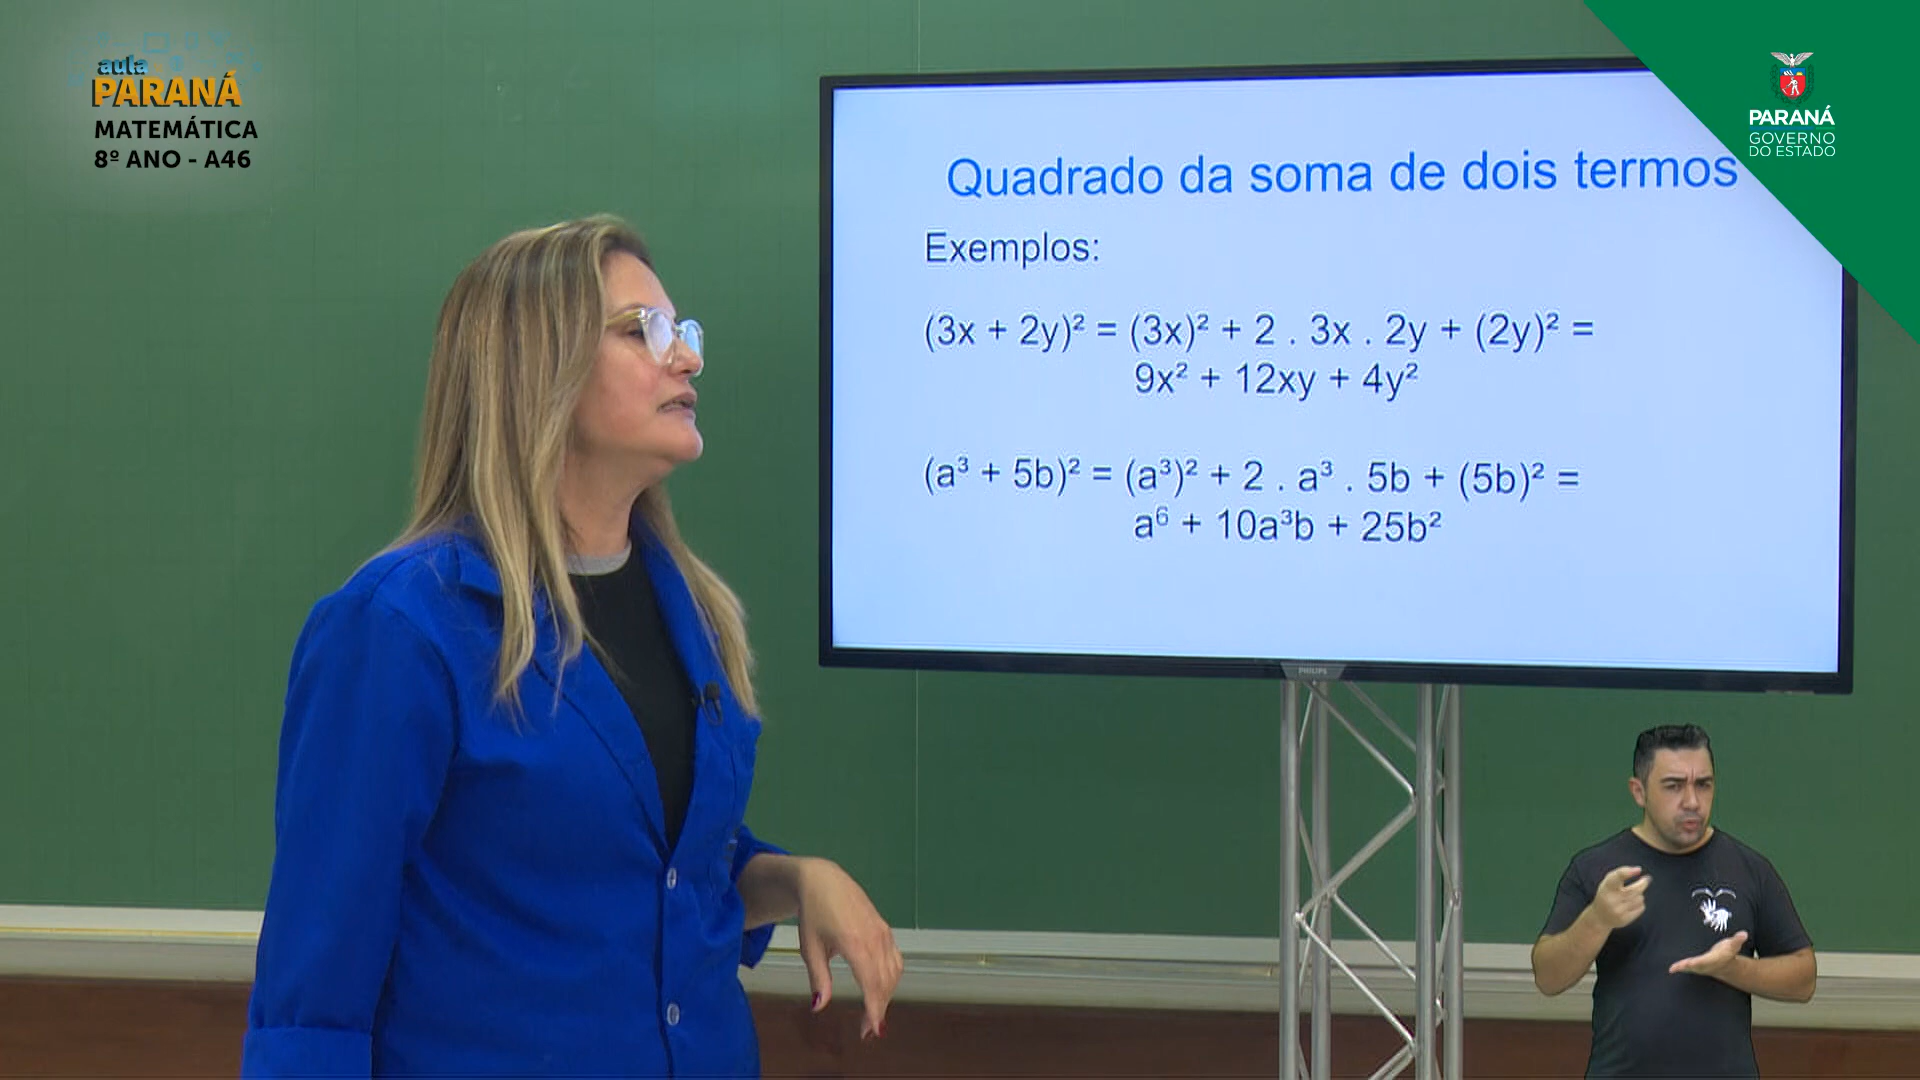 aula
PARANÁ
MATEMÁTICA
8º ANO - A46
PARANÁ
GOVERNO
DO ESTADO
Quadrado da soma de dois termos
Exemplos:
(3x + 2y)² = (3x)² + 2 . 3x . 2y + (2y)² =
9x² + 12xy + 4y²
(a³ + 5b)² = (a³)² + 2 . a³ . 5b + (5b)² =
a⁶ + 10a³b + 25b²
PHILIPS